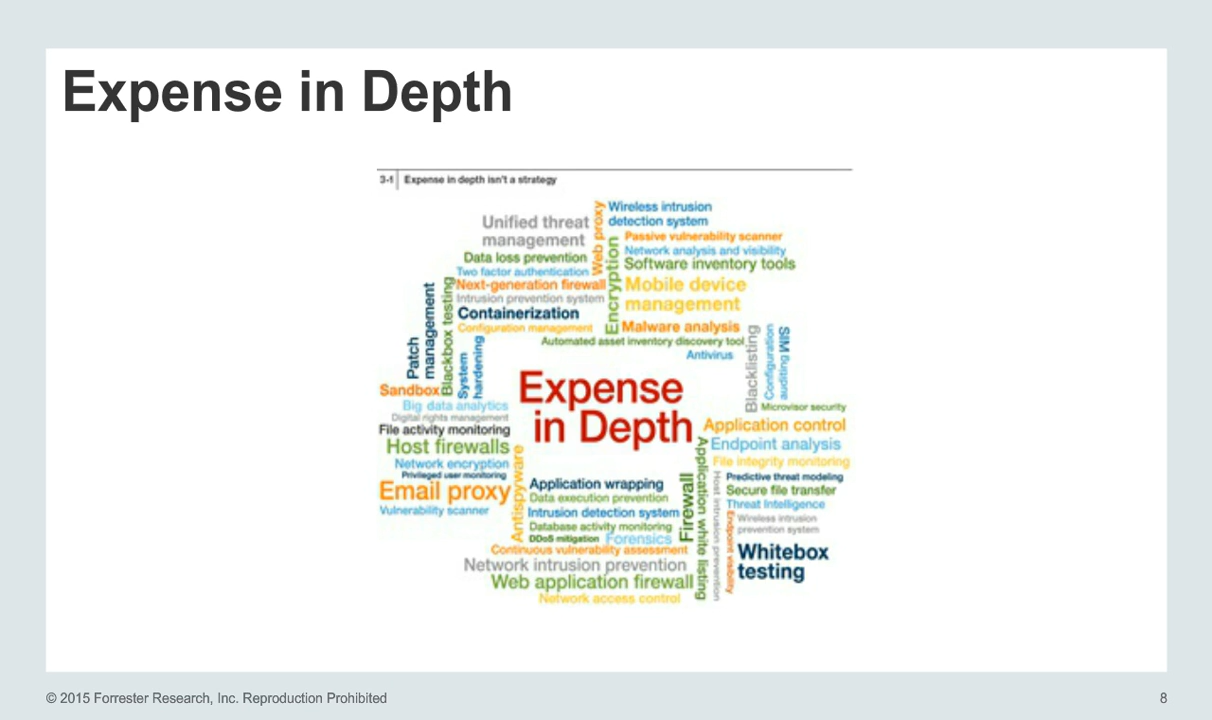 Expense in Depth
3-1 Expense in depth isn't a strategy
Unified threat
management
Web proxy
Wireless intrusion
detection system
Passive vulnerability scanner
Network analysis and visibility
Software inventory tools
Data loss prevention
Two factor authentication
Next-generation firewall
Intrusion prevention system
Containerization
Configuration management
Encryption
Mobile device
management
Malware analysis
Automated asset inventory discovery tool
Antivirus
Patch
management
Blackbox testing
System
hardening
Blacklisting
Configuration
auditing
SIM
Sandbox
Big data analytics
Digital rights management
File activity monitoring
Host firewalls
Network encryption
Privileged user monitoring
Email proxy
Vulnerability scanner
Expense
in Depth
Microvisor security
Application control
Endpoint analysis
File integrity monitoring
Predictive threat modeling
Secure file transfer
Threat Intelligence
Wireless intrusion
prevention system
Whitebox
testing
Antispyware
Application wrapping
Data execution prevention
Intrusion detection system
Database activity monitoring
DDoS mitigation
Forensics
Continuous vulnerability assessment
Network intrusion prevention
Web application firewall
Network access control
Firewall
Application white listing
Host intrusion prevention
Endpoint visibility
© 2015 Forrester Research, Inc. Reproduction Prohibited
8